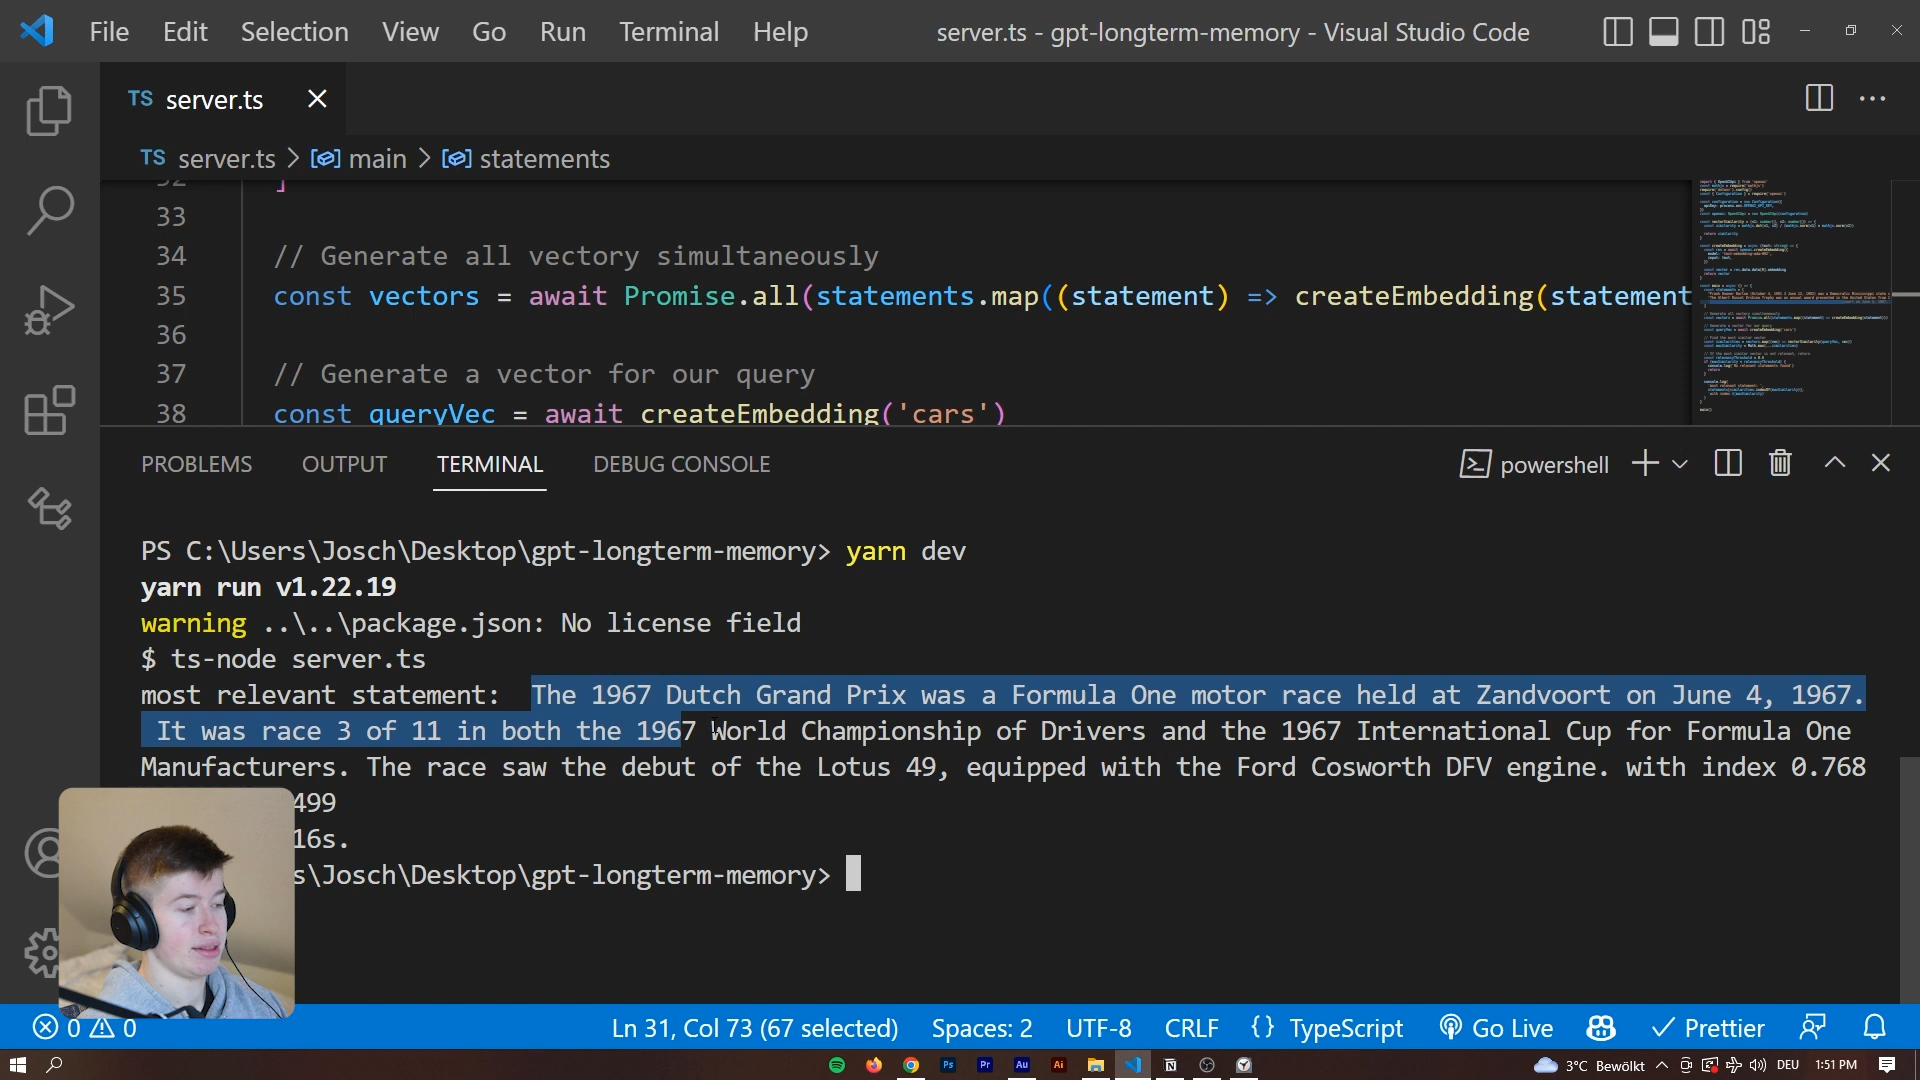 File Edit Selection View Go Run Terminal Help server.ts - gpt-longterm-memory - Visual Studio Code
TS server.ts
TS server.ts > main > statements
32 ]
33
34 // Generate all vectory simultaneously
35 const vectors = await Promise.all(statements.map((statement) => createEmbedding(statement
36
37 // Generate a vector for our query
38 const queryVec = await createEmbedding('cars')
PROBLEMS OUTPUT TERMINAL DEBUG CONSOLE powershell
PS C:\Users\Josch\Desktop\gpt-longterm-memory> yarn dev
yarn run v1.22.19
warning ..\..\package.json: No license field
$ ts-node server.ts
most relevant statement:  The 1967 Dutch Grand Prix was a Formula One motor race held at Zandvoort on June 4, 1967.
It was race 3 of 11 in both the 1967 World Championship of Drivers and the 1967 International Cup for Formula One
Manufacturers. The race saw the debut of the Lotus 49, equipped with the Ford Cosworth DFV engine. with index 0.768
499
16s.
s\Josch\Desktop\gpt-longterm-memory>
0 0 Ln 31, Col 73 (67 selected) Spaces: 2 UTF-8 CRLF {} TypeScript Go Live Prettier
Ps Pr Au Ai 3°C Bewölkt DEU 1:51 PM